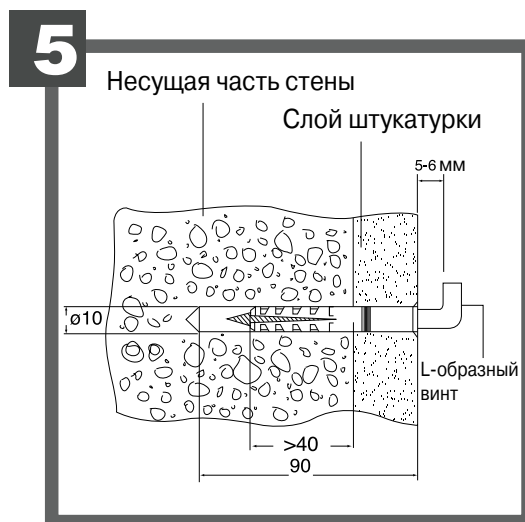 5
Несущая часть стены
Слой штукатурки
5-6 мм
ø10
L-образный
винт
>40
90